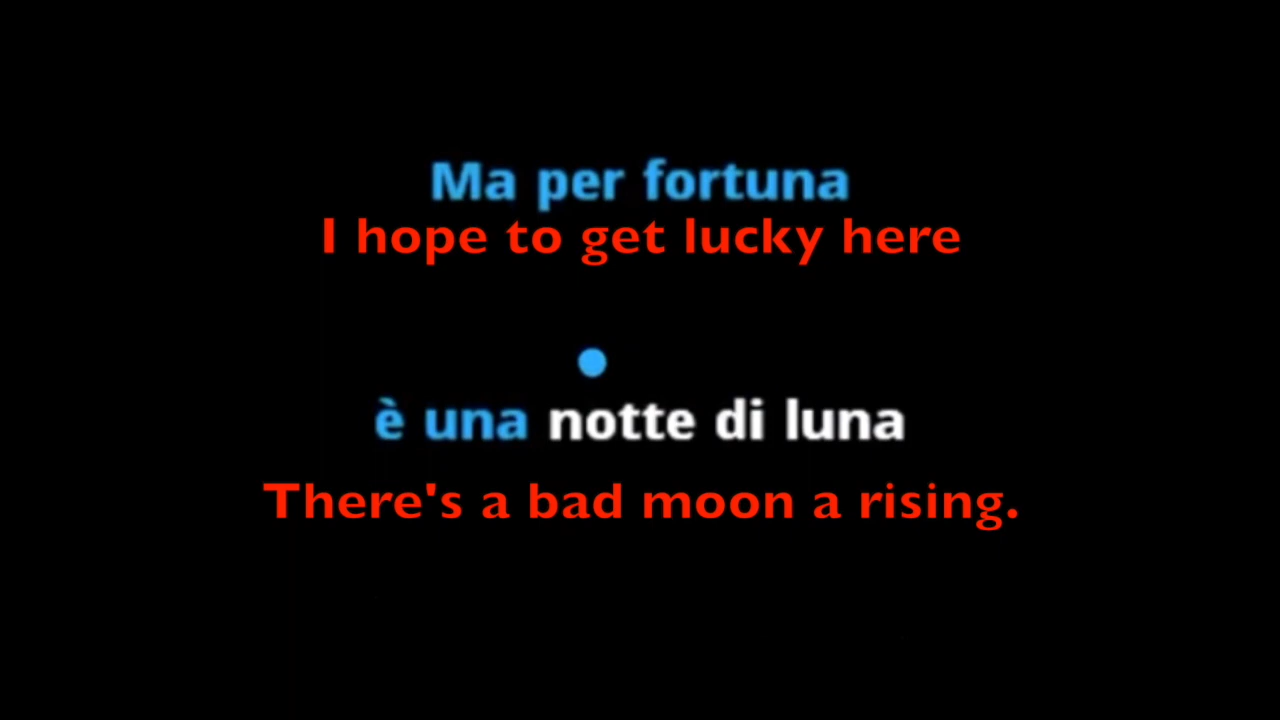 Ma per fortuna
I hope to get lucky here
è una notte di luna
There's a bad moon a rising.